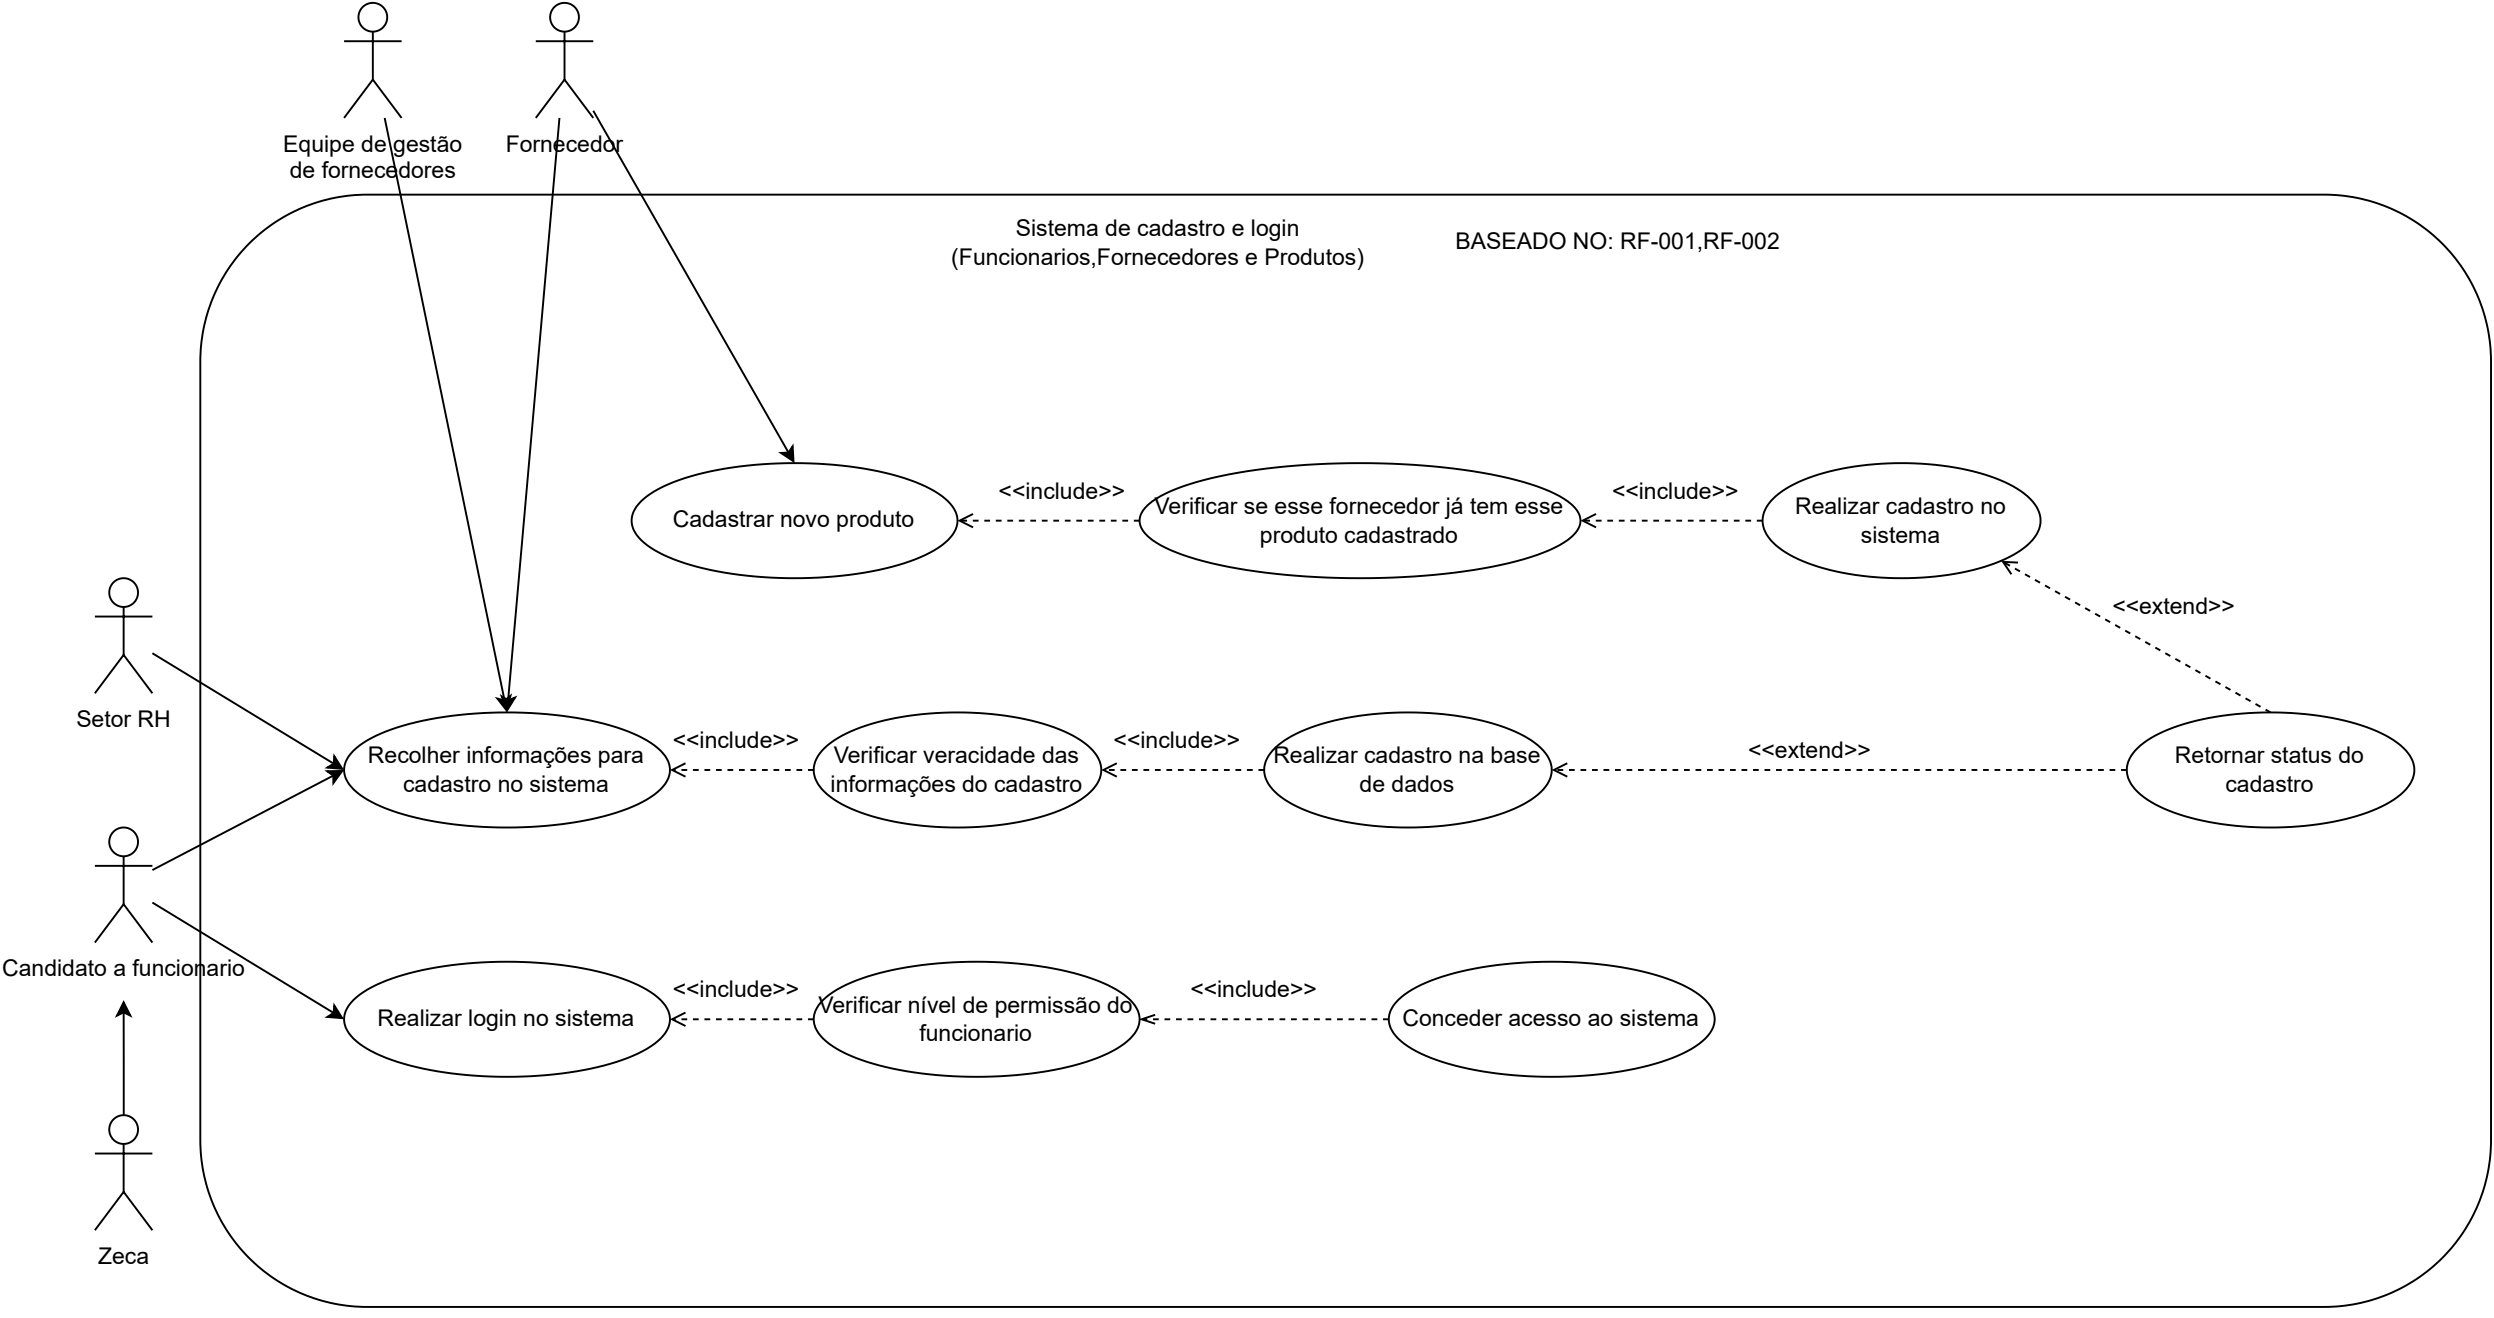 Equipe de gestão
de fornecedores
Fornecedor
Sistema de cadastro e login
(Funcionarios,Fornecedores e Produtos)
BASEADO NO: RF-001,RF-002
Cadastrar novo produto
<<include>>
Verificar se esse fornecedor já tem esse
produto cadastrado
<<include>>
Realizar cadastro no
sistema
<<extend>>
Setor RH
Recolher informações para
cadastro no sistema
<<include>>
Verificar veracidade das
informações do cadastro
<<include>>
Realizar cadastro na base
de dados
<<extend>>
Retornar status do
cadastro
Candidato a funcionario
Realizar login no sistema
<<include>>
Verificar nível de permissão do
funcionario
<<include>>
Conceder acesso ao sistema
Zeca